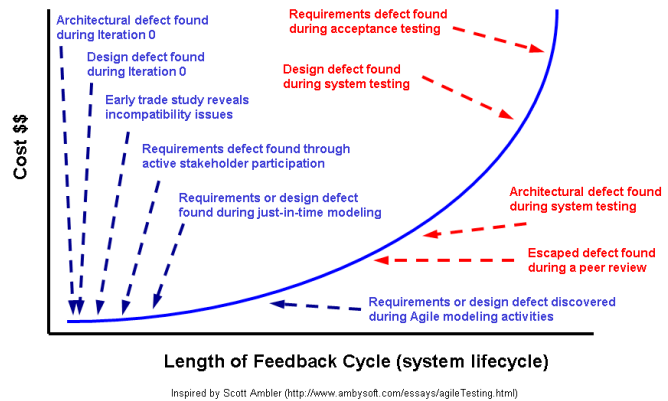 Architectural defect found
during Iteration 0
Design defect found
during Iteration 0
Early trade study reveals
incompatibility issues
Requirements defect found through
active stakeholder participation
Requirements or design defect
found during just-in-time modeling
Requirements defect found
during acceptance testing
Design defect found
during system testing
Architectural defect found
during system testing
Escaped defect found
during a peer review
Requirements or design defect discovered
during Agile modeling activities
Cost $$
Length of Feedback Cycle (system lifecycle)
Inspired by Scott Ambler (http://www.ambysoft.com/essays/agileTesting.html)